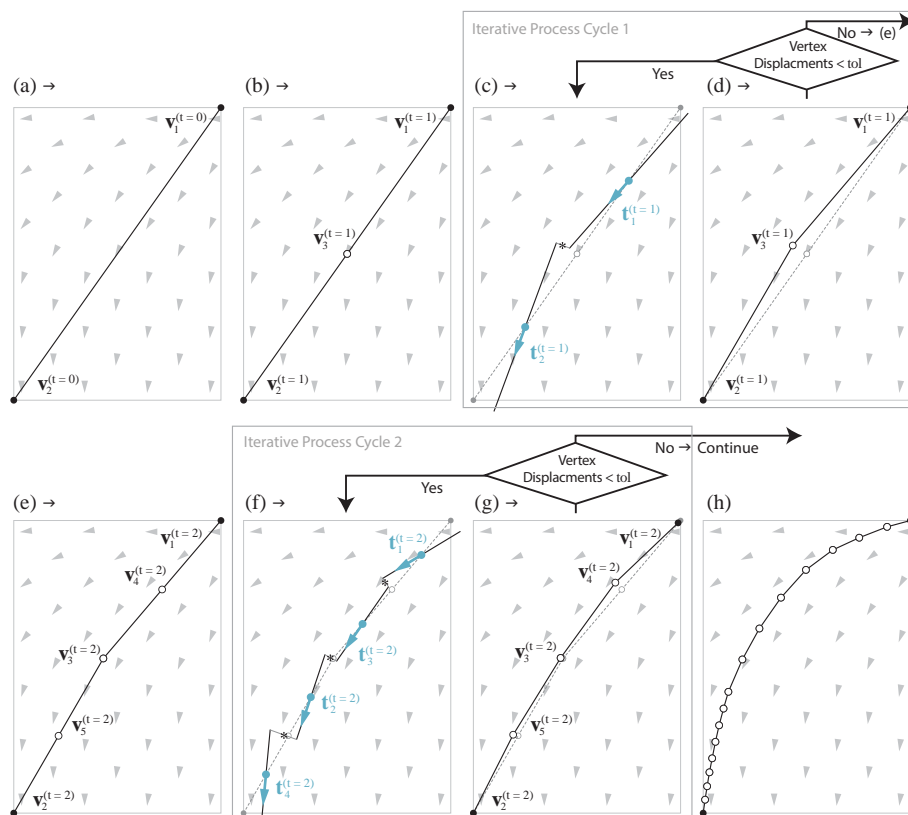 Iterative Process Cycle 1
No → (e)
Vertex
Displacments < tol
Yes
(a) →
(b) →
(c) →
(d) →
v₁^(t = 0)
v₁^(t = 1)
v₁^(t = 1)
t₁^(t = 1)
v₃^(t = 1)
*
v₃^(t = 1)
t₂^(t = 1)
v₂^(t = 0)
v₂^(t = 1)
v₂^(t = 1)
Iterative Process Cycle 2
No → Continue
Vertex
Displacments < tol
Yes
(e) →
(f) →
(g) →
(h)
v₁^(t = 2)
t₁^(t = 2)
v₁^(t = 2)
v₄^(t = 2)
*
v₄^(t = 2)
v₃^(t = 2)
t₃^(t = 2)
*
v₃^(t = 2)
t₂^(t = 2)
v₅^(t = 2)
*
v₅^(t = 2)
t₄^(t = 2)
v₂^(t = 2)
v₂^(t = 2)